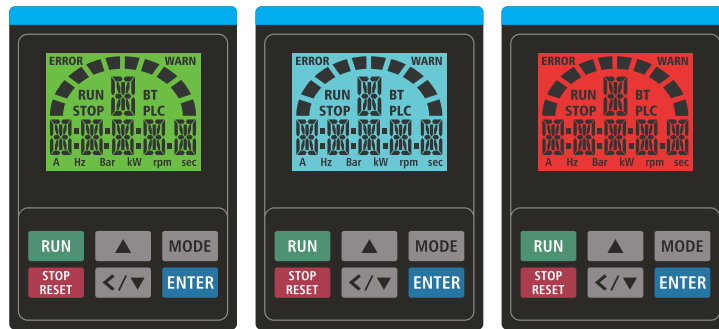 ERROR WARN
RUN BT
STOP PLC
A Hz Bar kW rpm sec
RUN ▲ MODE
STOP
RESET
</▼ ENTER
ERROR WARN
RUN BT
STOP PLC
A Hz Bar kW rpm sec
RUN ▲ MODE
STOP
RESET
</▼ ENTER
ERROR WARN
RUN BT
STOP PLC
A Hz Bar kW rpm sec
RUN ▲ MODE
STOP
RESET
</▼ ENTER